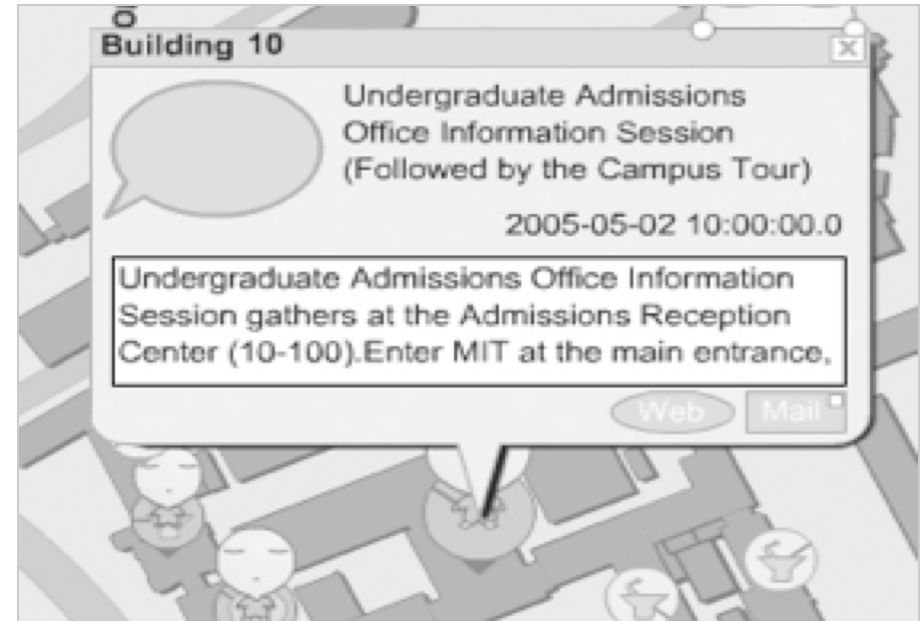 Building 10
Undergraduate Admissions
Office Information Session
(Followed by the Campus Tour)
2005-05-02 10:00:00.0
Undergraduate Admissions Office Information
Session gathers at the Admissions Reception
Center (10-100).Enter MIT at the main entrance,
Web
Mail